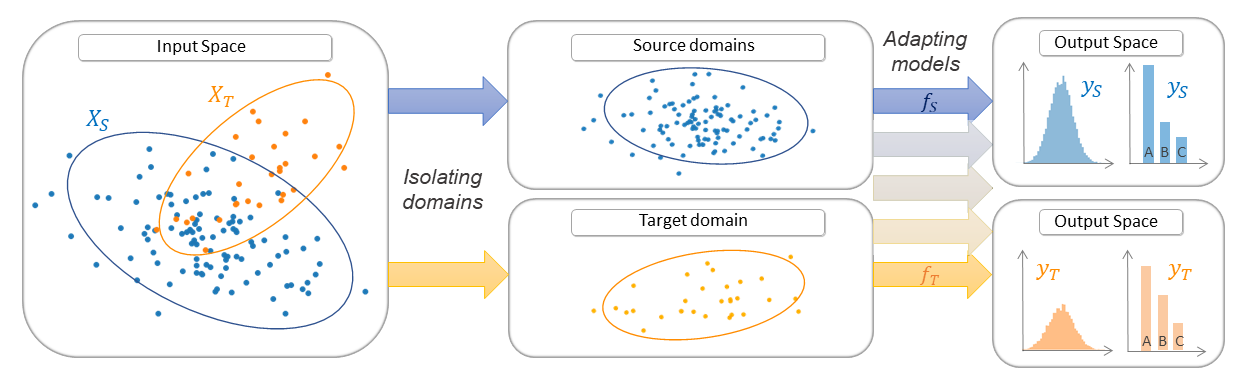 Input Space
X_T
X_S
Isolating
domains
Source domains
Target domain
Adapting
models
f_S
f_T
Output Space
y_S
y_S
A B C
Output Space
y_T
y_T
A B C